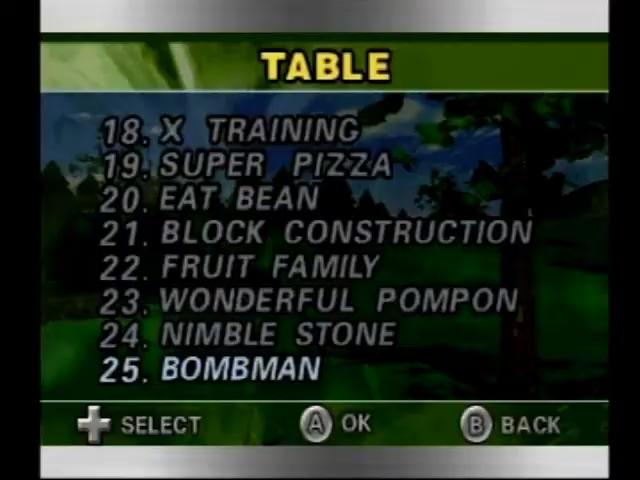 TABLE
18. X TRAINING
19. SUPER PIZZA
20. EAT BEAN
21. BLOCK CONSTRUCTION
22. FRUIT FAMILY
23. WONDERFUL POMPON
24. NIMBLE STONE
25. BOMBMAN
SELECT A OK B BACK